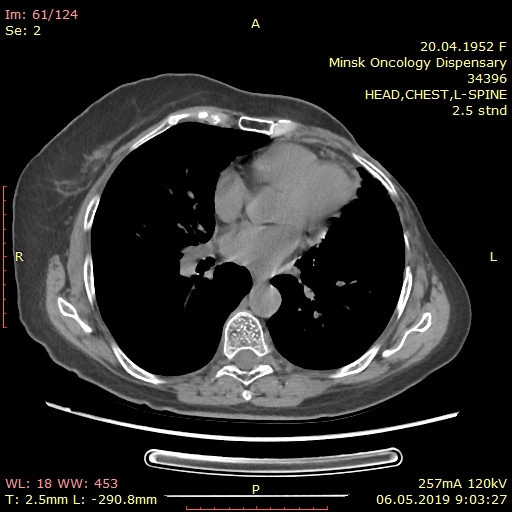 Im: 61/124
Se: 2
A
20.04.1952 F
Minsk Oncology Dispensary
34396
HEAD,CHEST,L-SPINE
2.5 stnd
R
L
WL: 18 WW: 453
T: 2.5mm L: -290.8mm
P
257mA 120kV
06.05.2019 9:03:27